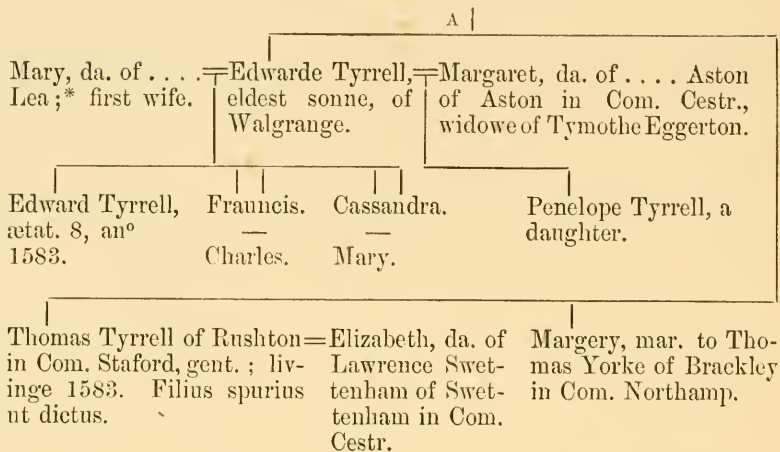 A
Mary, da. of . . . .
Lea ;* first wife.
Edwarde Tyrrell,
eldest sonne, of
Walgrange.
Margaret, da. of . . . . Aston
of Aston in Com. Cestr.,
widowe of Tymothe Eggerton.
Edward Tyrrell,
ætat. 8, anº
1583.
Frauncis.
—
Charles.
Cassandra.
—
Mary.
Penelope Tyrrell, a
daughter.
Thomas Tyrrell of Rushton=
in Com. Staford, gent. ; liv-
inge 1583. Filius spurius
ut dictus.
Elizabeth, da. of
Lawrence Swet-
tenham of Swet-
tenham in Com.
Cestr.
Margery, mar. to Tho-
mas Yorke of Brackley
in Com. Northamp.